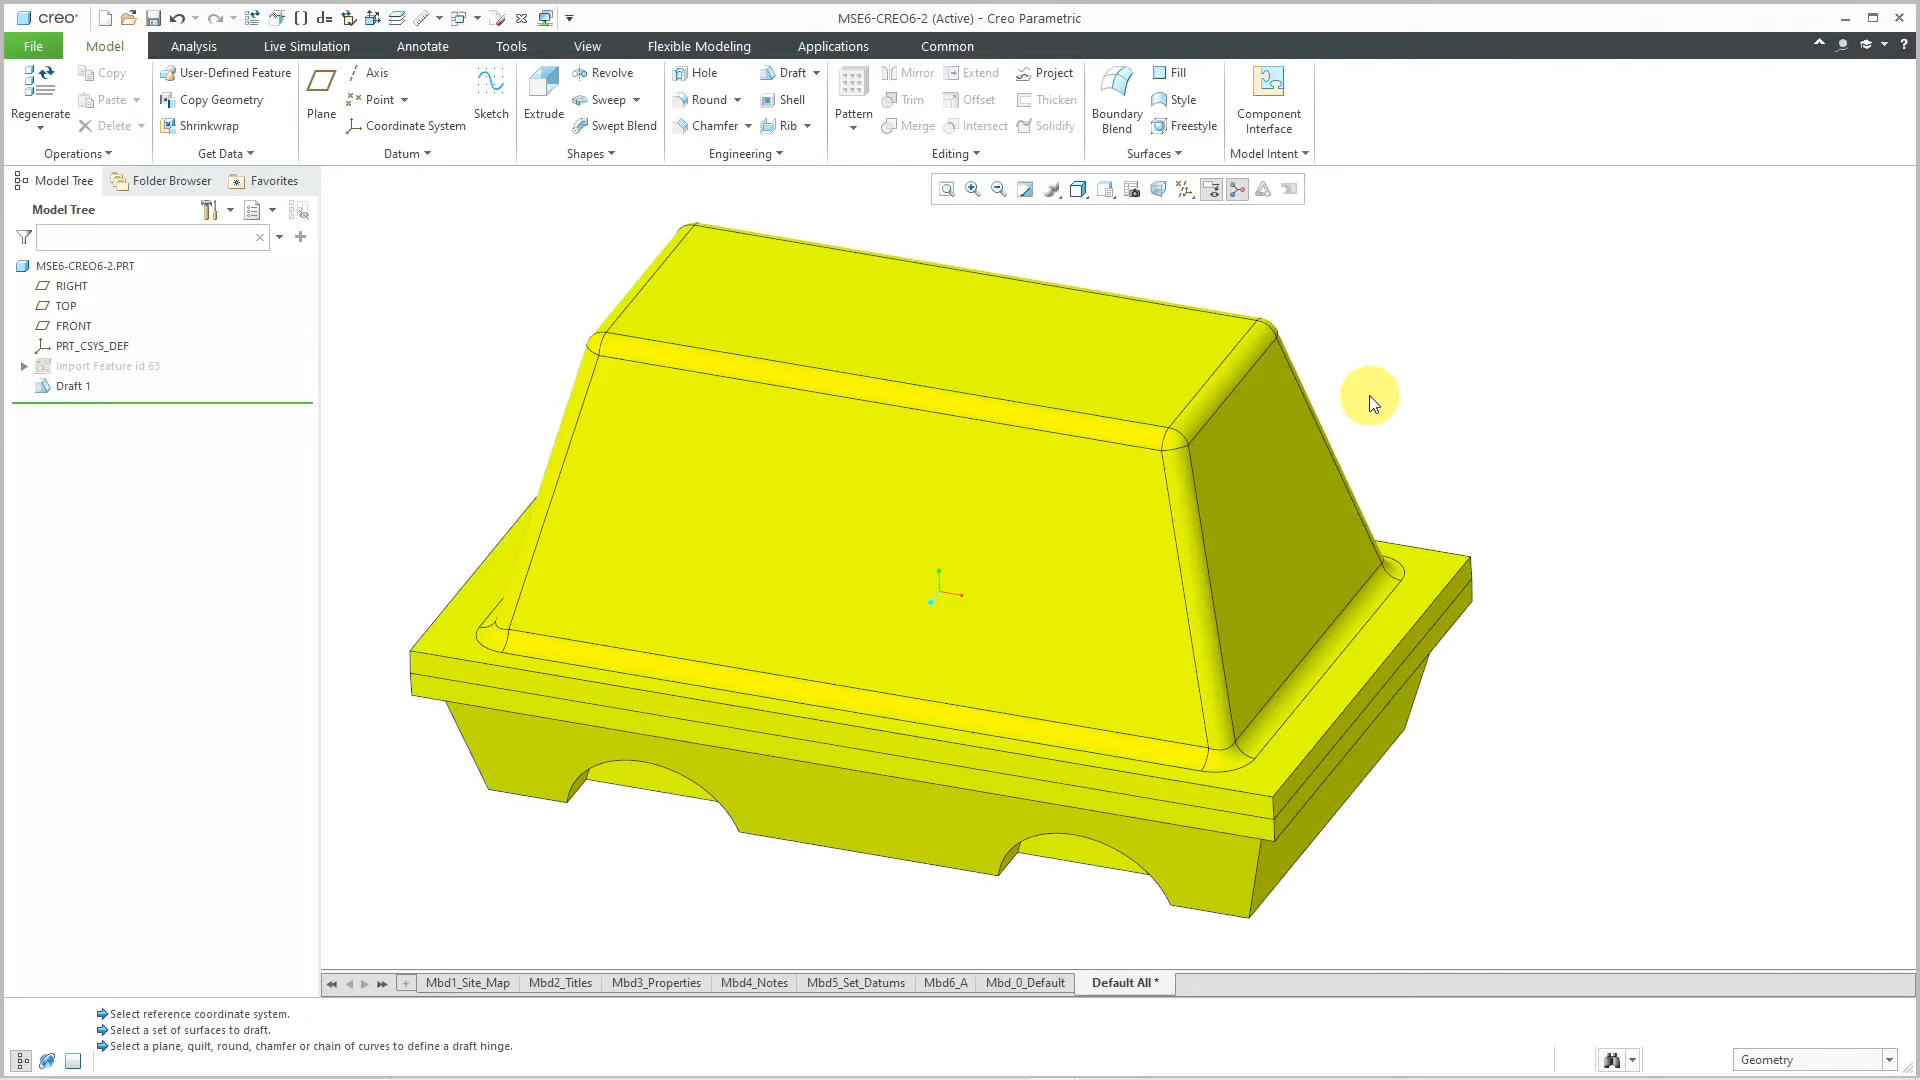 creo
d=
MSE6-CREO6-2 (Active) - Creo Parametric
File Model Analysis Live Simulation Annotate Tools View Flexible Modeling Applications Common
Regenerate
Copy
Paste
Delete
Operations
User-Defined Feature
Copy Geometry
Shrinkwrap
Get Data
Plane
Axis
Point
Coordinate System
Sketch
Datum
Extrude
Revolve
Sweep
Swept Blend
Shapes
Hole
Round
Chamfer
Draft
Shell
Rib
Engineering
Pattern
Mirror
Trim
Merge
Extend
Offset
Intersect
Project
Thicken
Solidify
Editing
Boundary
Blend
Fill
Style
Freestyle
Surfaces
Component
Interface
Model Intent
Model Tree Folder Browser Favorites
Model Tree
MSE6-CREO6-2.PRT
RIGHT
TOP
FRONT
PRT_CSYS_DEF
Import Feature id 63
Draft 1
Mbd1_Site_Map Mbd2_Titles Mbd3_Properties Mbd4_Notes Mbd5_Set_Datums Mbd6_A Mbd_0_Default Default All *
Select reference coordinate system.
Select a set of surfaces to draft.
Select a plane, quilt, round, chamfer or chain of curves to define a draft hinge.
Geometry